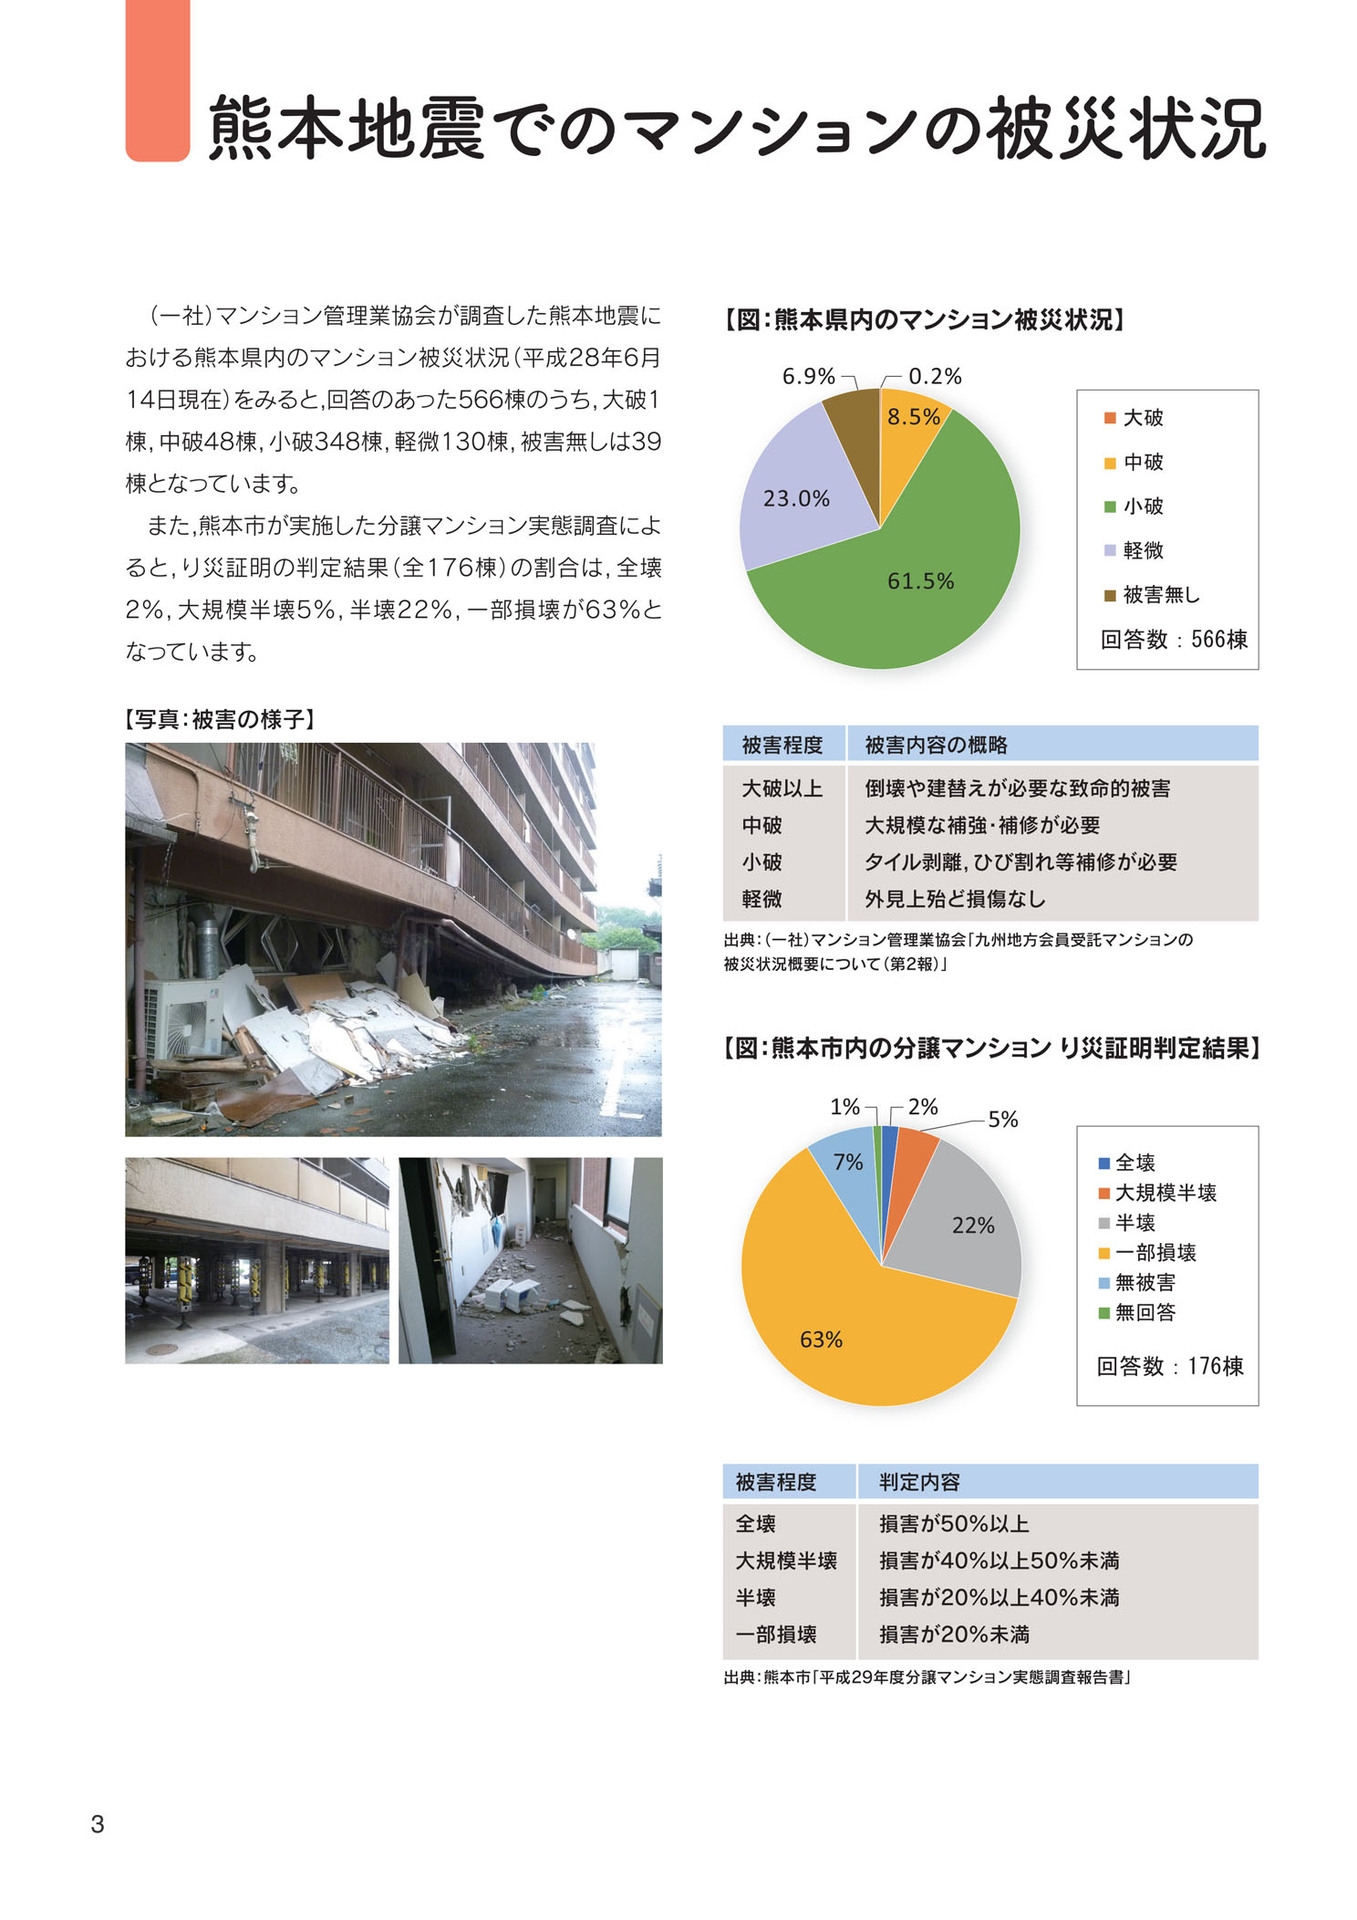 熊本地震でのマンションの被災状況
（一社）マンション管理業協会が調査した熊本地震に
おける熊本県内のマンション被災状況（平成28年6月
14日現在）をみると，回答のあった566棟のうち，大破1
棟，中破48棟，小破348棟，軽微130棟，被害無しは39
棟となっています。
また，熊本市が実施した分譲マンション実態調査によ
ると，り災証明の判定結果（全176棟）の割合は，全壊
2％，大規模半壊5％，半壊22％，一部損壊が63％と
なっています。
【写真：被害の様子】
【図：熊本県内のマンション被災状況】
6.9%
0.2%
8.5%
23.0%
61.5%
大破
中破
小破
軽微
被害無し
回答数：566棟
被害程度 被害内容の概略
大破以上 倒壊や建替えが必要な致命的被害
中破 大規模な補強・補修が必要
小破 タイル剥離，ひび割れ等補修が必要
軽微 外見上殆ど損傷なし
出典：（一社）マンション管理業協会「九州地方会員受託マンションの
被災状況概要について（第2報）」
【図：熊本市内の分譲マンション り災証明判定結果】
1%
2%
5%
7%
22%
63%
全壊
大規模半壊
半壊
一部損壊
無被害
無回答
回答数：176棟
被害程度 判定内容
全壊 損害が50％以上
大規模半壊 損害が40％以上50％未満
半壊 損害が20％以上40％未満
一部損壊 損害が20％未満
出典：熊本市「平成29年度分譲マンション実態調査報告書」
3